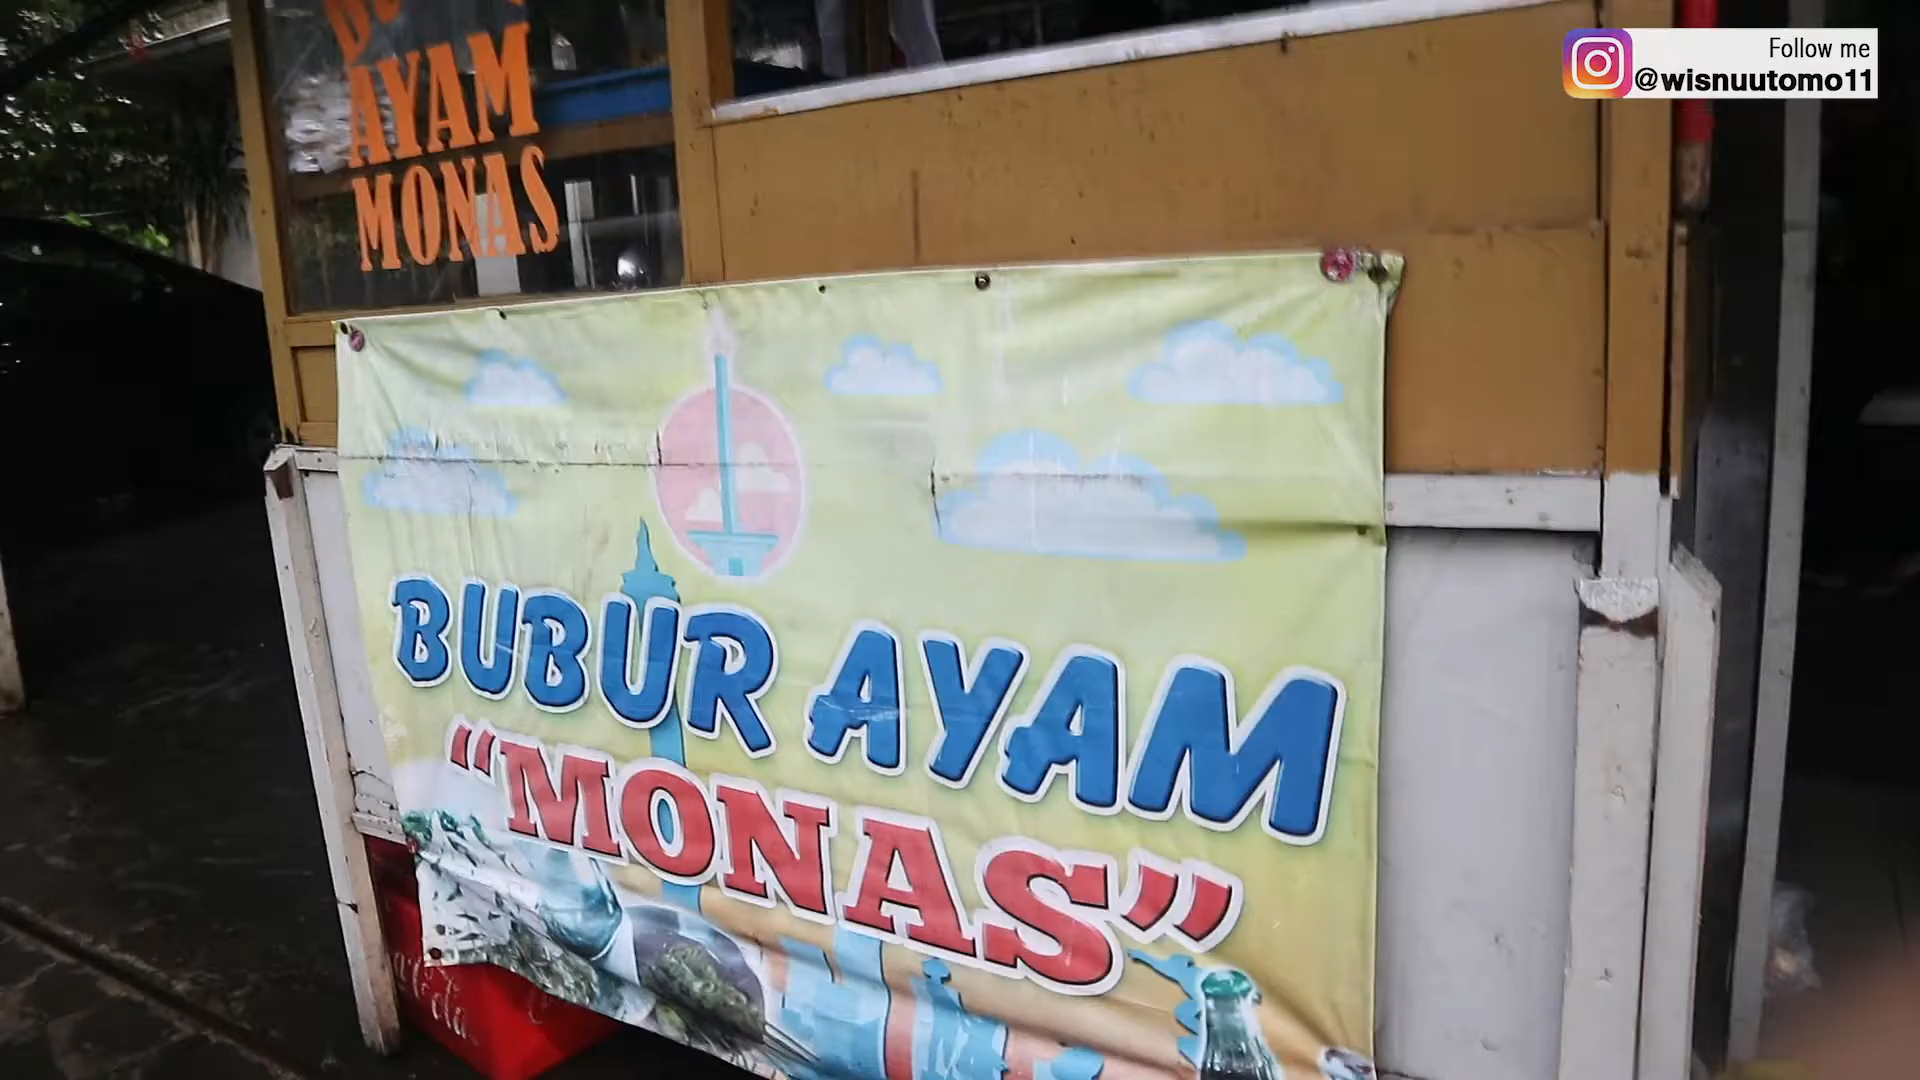 Follow me
@wisnuutomo11
AYAM
MONAS
BUBUR AYAM
"MONAS"